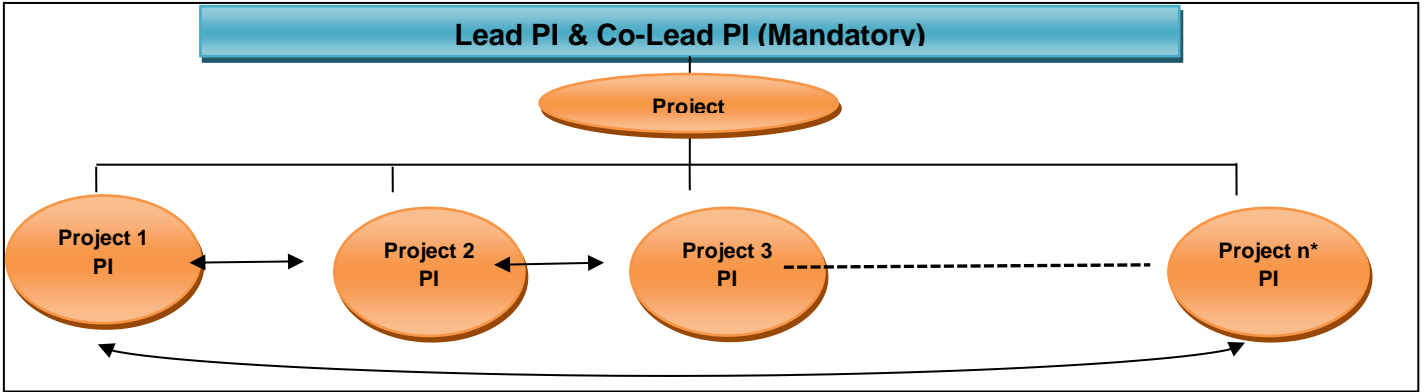 Lead PI & Co-Lead PI (Mandatory)
Project
Project 1
PI
Project 2
PI
Project 3
PI
Project n*
PI